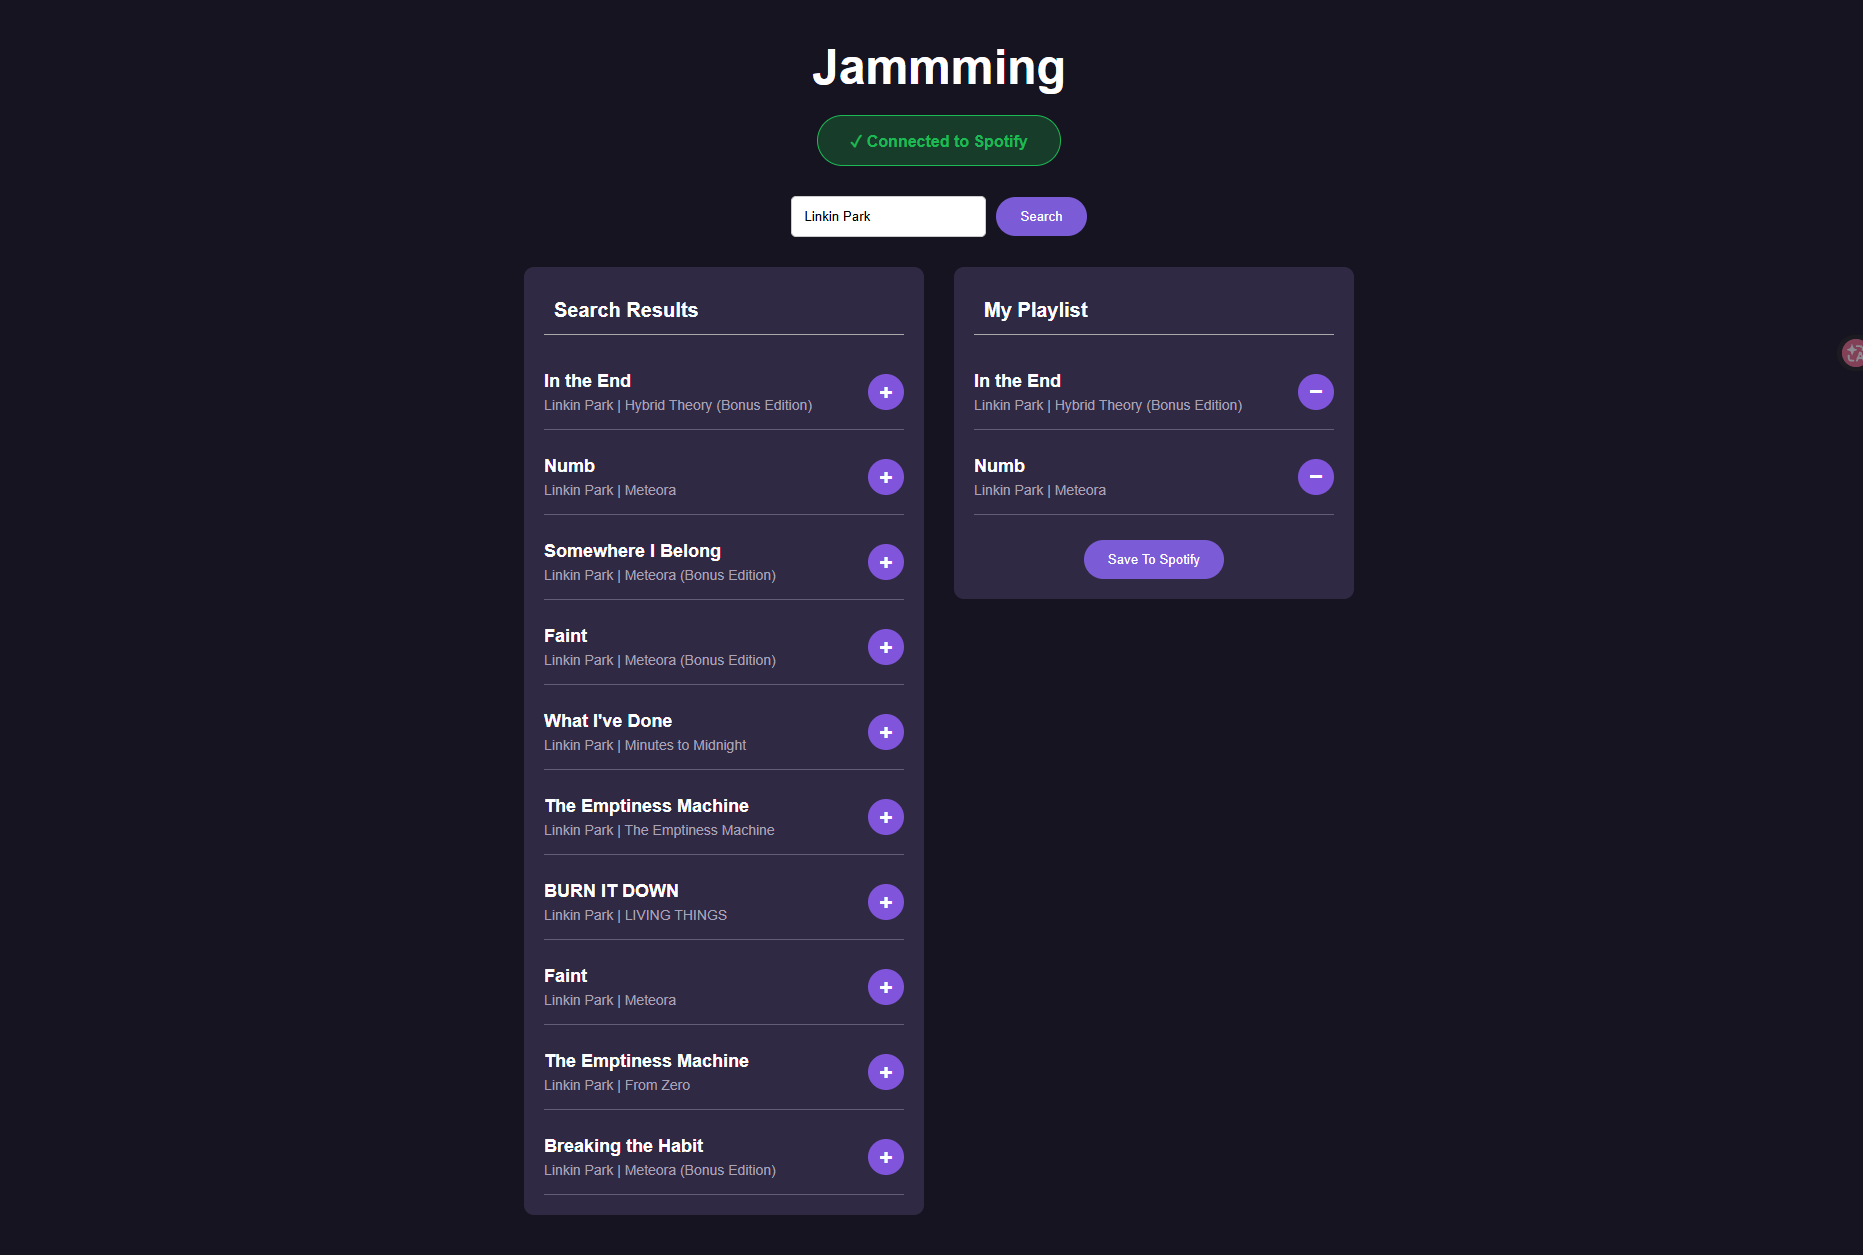 Jammming
✓ Connected to Spotify
Linkin Park
Search
Search Results
In the End
Linkin Park | Hybrid Theory (Bonus Edition)
Numb
Linkin Park | Meteora
Somewhere I Belong
Linkin Park | Meteora (Bonus Edition)
Faint
Linkin Park | Meteora (Bonus Edition)
What I've Done
Linkin Park | Minutes to Midnight
The Emptiness Machine
Linkin Park | The Emptiness Machine
BURN IT DOWN
Linkin Park | LIVING THINGS
Faint
Linkin Park | Meteora
The Emptiness Machine
Linkin Park | From Zero
Breaking the Habit
Linkin Park | Meteora (Bonus Edition)
My Playlist
In the End
Linkin Park | Hybrid Theory (Bonus Edition)
Numb
Linkin Park | Meteora
Save To Spotify